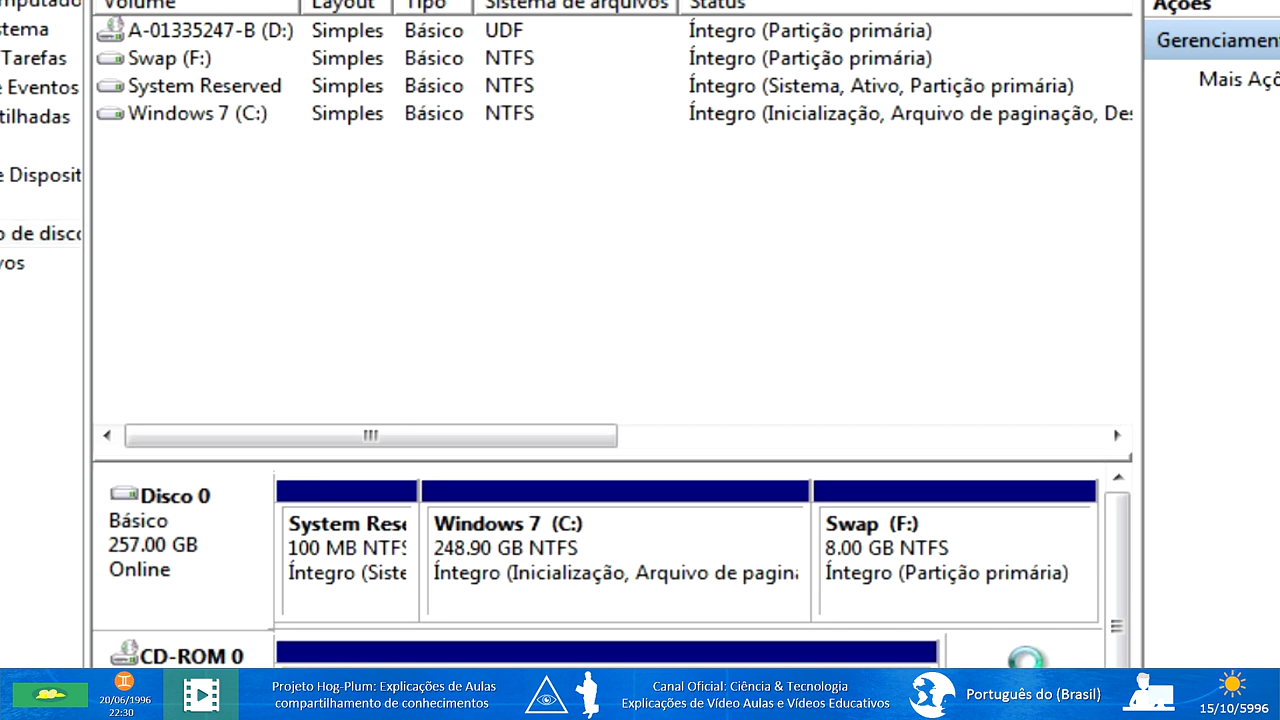 Volume Layout Tipo Sistema de arquivos Status
A-01335247-B (D:) Simples Básico UDF Íntegro (Partição primária)
Swap (F:) Simples Básico NTFS Íntegro (Partição primária)
System Reserved Simples Básico NTFS Íntegro (Sistema, Ativo, Partição primária)
Windows 7 (C:) Simples Básico NTFS Íntegro (Inicialização, Arquivo de paginação, Des
stema
Tarefas
e Eventos
tilhadas
e Disposit
o de disco
vos
Ações
Gerenciament
Mais Açõ
Disco 0
Básico
257.00 GB
Online
System Rese
100 MB NTFS
Íntegro (Siste
Windows 7 (C:)
248.90 GB NTFS
Íntegro (Inicialização, Arquivo de pagina
Swap (F:)
8.00 GB NTFS
Íntegro (Partição primária)
CD-ROM 0
20/06/1996
22:30
Projeto Hog-Plum: Explicações de Aulas
compartilhamento de conhecimentos
Canal Oficial: Ciência & Tecnologia
Explicações de Vídeo Aulas e Vídeos Educativos
Português do (Brasil)
15/10/5996